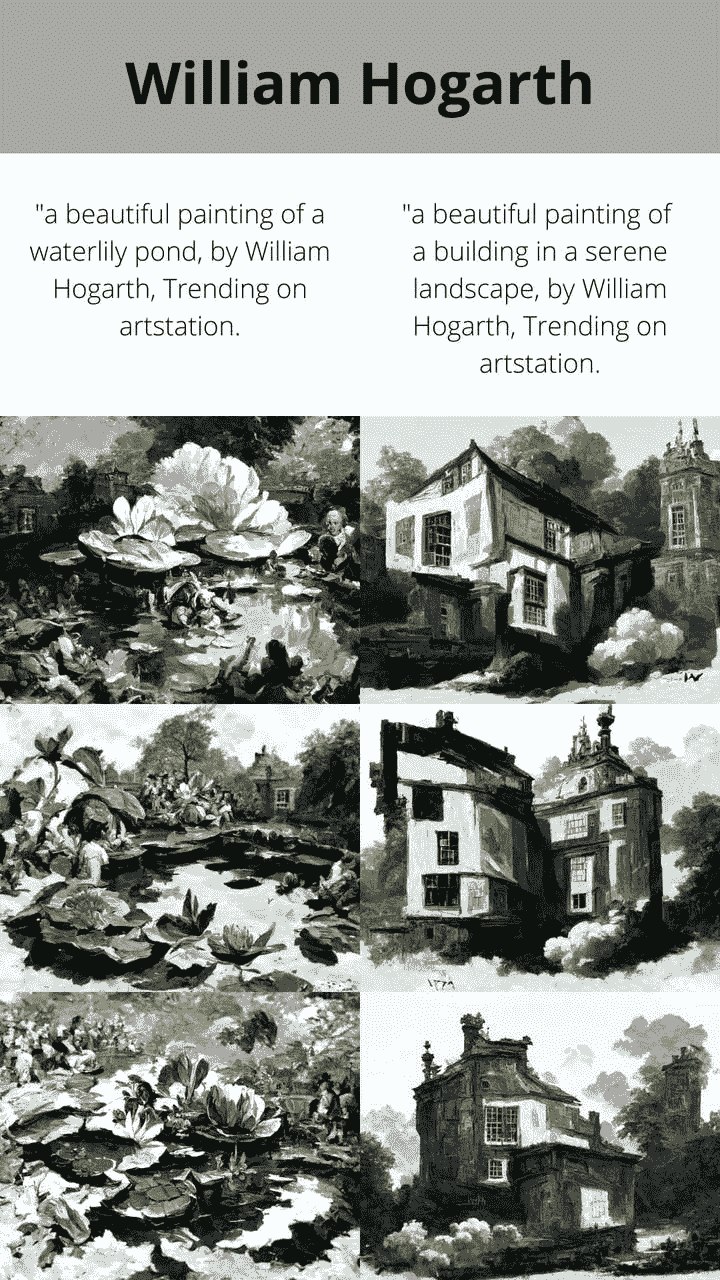 William Hogarth
"a beautiful painting of a
waterlily pond, by William
Hogarth, Trending on
artstation.
"a beautiful painting of
a building in a serene
landscape, by William
Hogarth, Trending on
artstation.